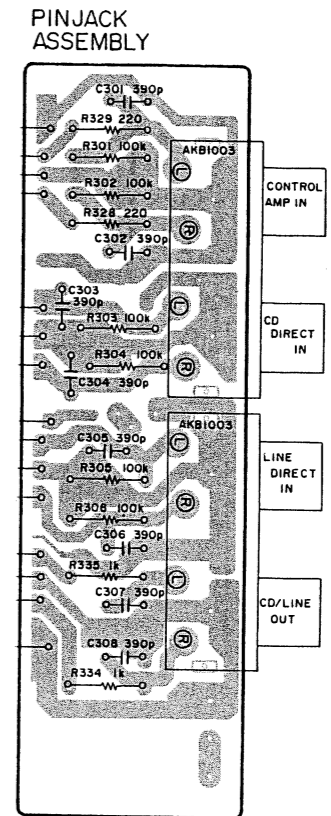 PINJACK
ASSEMBLY
C301 390p
R329 220
R301 100k
AKB1003
L
R302 100k
CONTROL
AMP IN
R328 220
R
C302 390p
C303
390p
L
R303 100k
CD
DIRECT
IN
R304 100k
R
C304 390p
AKB1003
C305 390p
L
R305 100k
LINE
DIRECT
IN
R
R306 100k
C306 390p
R335 1k
L
C307 390p
CD/LINE
OUT
R
C308 390p
R334 1k